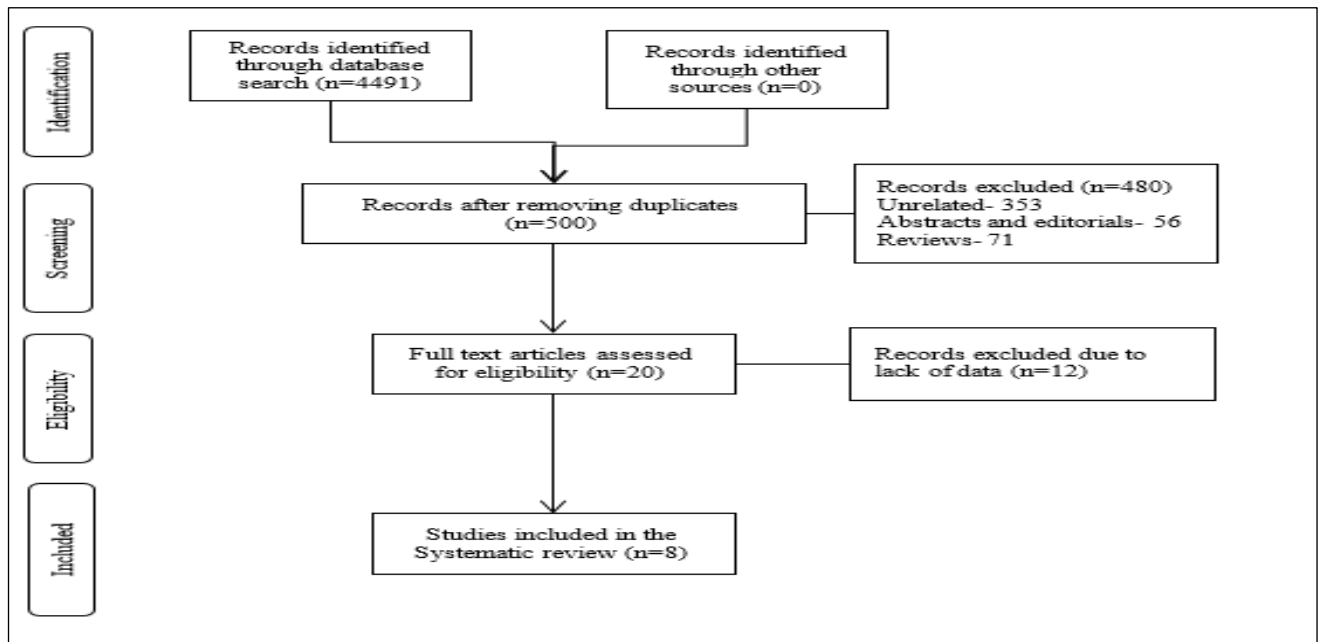 Identification
Records identified
through database
search (n=4491)
Records identified
through other
sources (n=0)
Screening
Records after removing duplicates
(n=500)
Records excluded (n=480)
Unrelated- 353
Abstracts and editorials- 56
Reviews- 71
Eligibility
Full text articles assessed
for eligibility (n=20)
Records excluded due to
lack of data (n=12)
Included
Studies included in the
Systematic review (n=8)